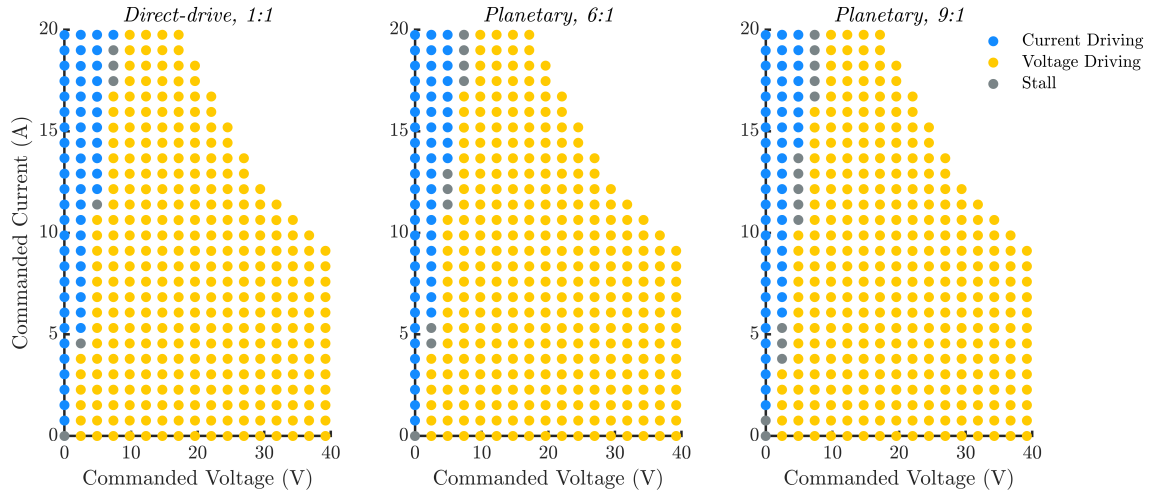 Direct-drive, 1:1
Planetary, 6:1
Planetary, 9:1
Current Driving
Voltage Driving
Stall
Commanded Current (A)
20
15
10
5
0
0 10 20 30 40
Commanded Voltage (V)
20
15
10
5
0
0 10 20 30 40
Commanded Voltage (V)
20
15
10
5
0
0 10 20 30 40
Commanded Voltage (V)